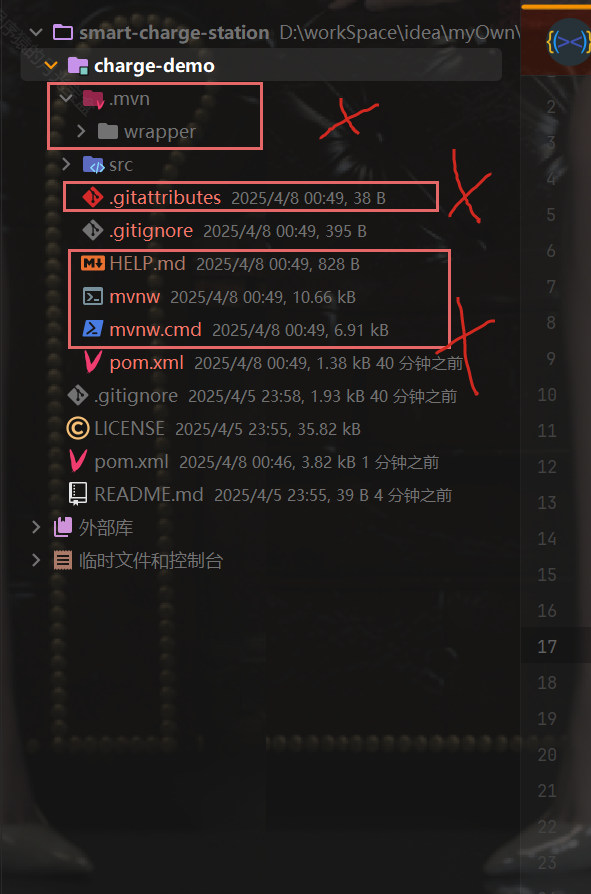 smart-charge-station D:\workSpace\idea\myOwn\
charge-demo
.mvn
wrapper
src
.gitattributes 2025/4/8 00:49, 38 B
.gitignore 2025/4/8 00:49, 395 B
HELP.md 2025/4/8 00:49, 828 B
mvnw 2025/4/8 00:49, 10.66 kB
mvnw.cmd 2025/4/8 00:49, 6.91 kB
pom.xml 2025/4/8 00:49, 1.38 kB 40 分钟之前
.gitignore 2025/4/5 23:58, 1.93 kB 40 分钟之前
LICENSE 2025/4/5 23:55, 35.82 kB
pom.xml 2025/4/8 00:46, 3.82 kB 1 分钟之前
README.md 2025/4/5 23:55, 39 B 4 分钟之前
外部库
临时文件和控制台
2
3
4
5
6
7
8
9
10
11
12
13
14
15
16
17
18
19
20
21
22
23